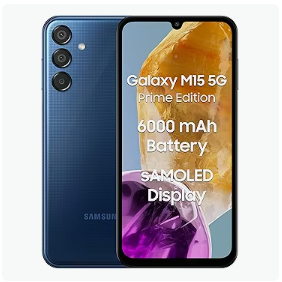 Galaxy M15 5G
Prime Edition
6000 mAh
Battery
sAMOLED
Display
SAMSUNG